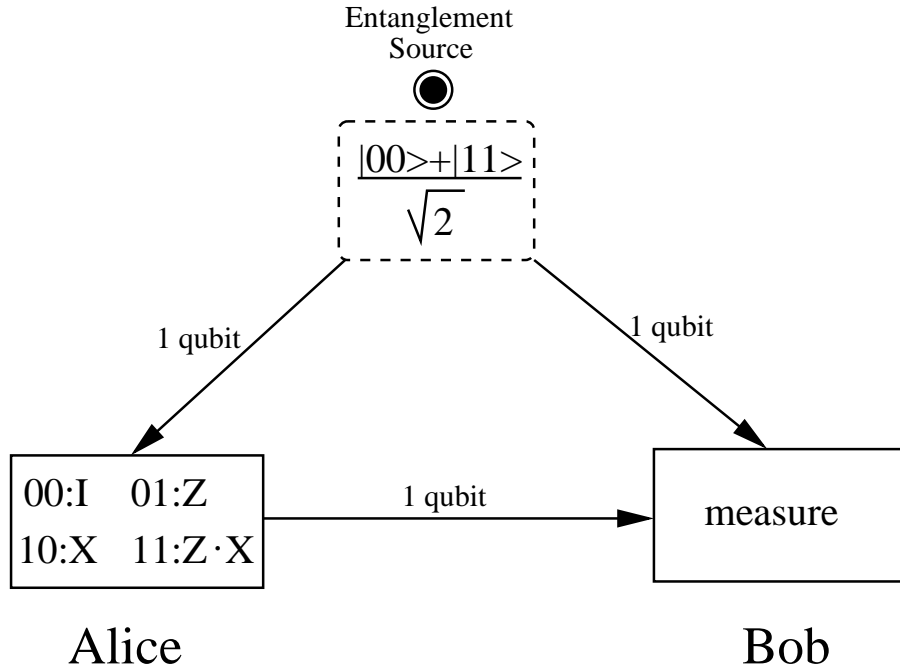 Entanglement
Source
|00>+|11>
√2
1 qubit
1 qubit
00:I 01:Z
10:X 11:Z·X
1 qubit
measure
Alice
Bob